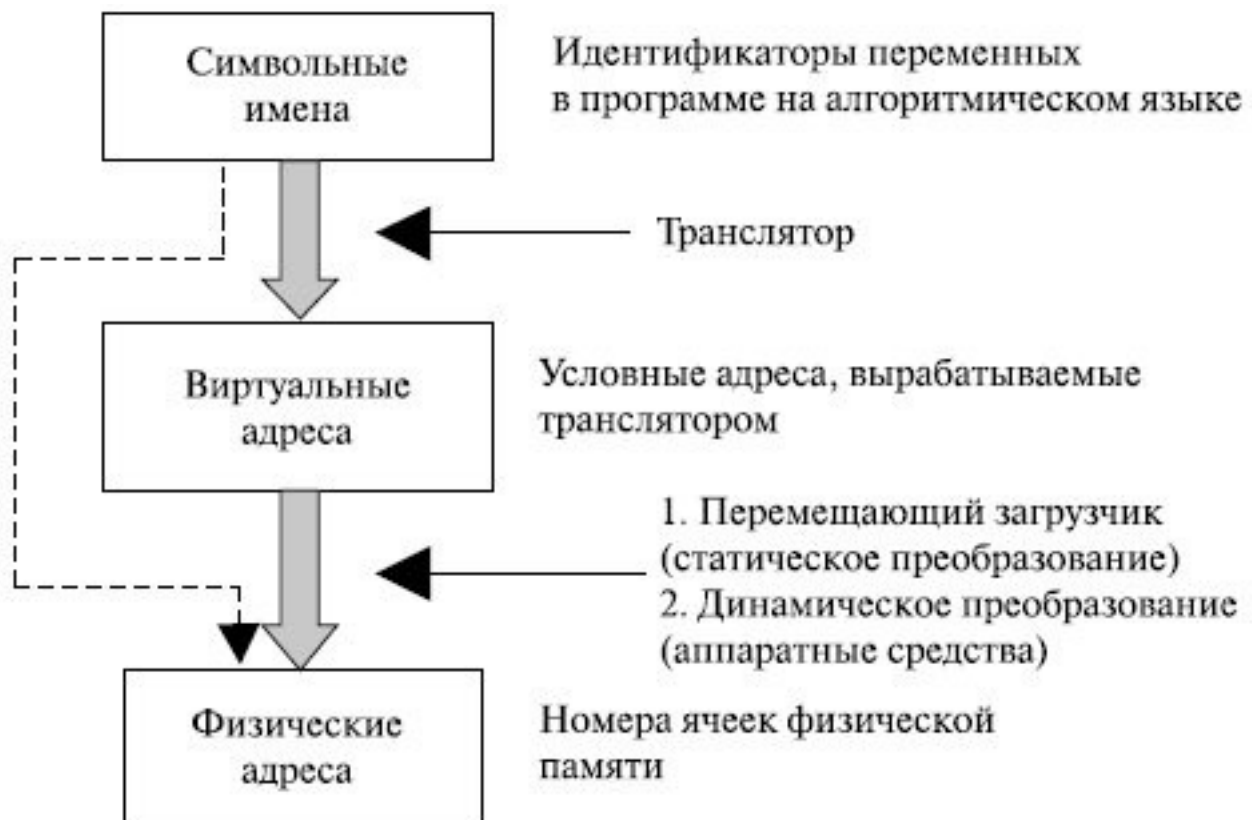 Символьные
имена
Идентификаторы переменных
в программе на алгоритмическом языке
Транслятор
Виртуальные
адреса
Условные адреса, вырабатываемые
транслятором
1. Перемещающий загрузчик
(статическое преобразование)
2. Динамическое преобразование
(аппаратные средства)
Физические
адреса
Номера ячеек физической
памяти